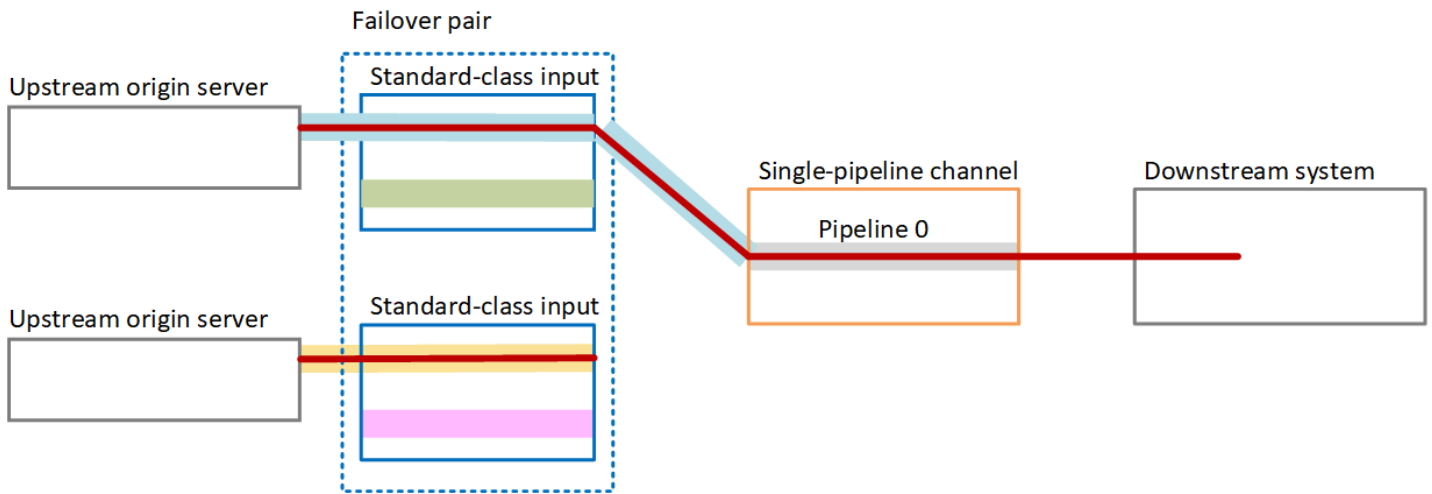 Failover pair
Upstream origin server
Standard-class input
Single-pipeline channel
Downstream system
Pipeline 0
Upstream origin server
Standard-class input